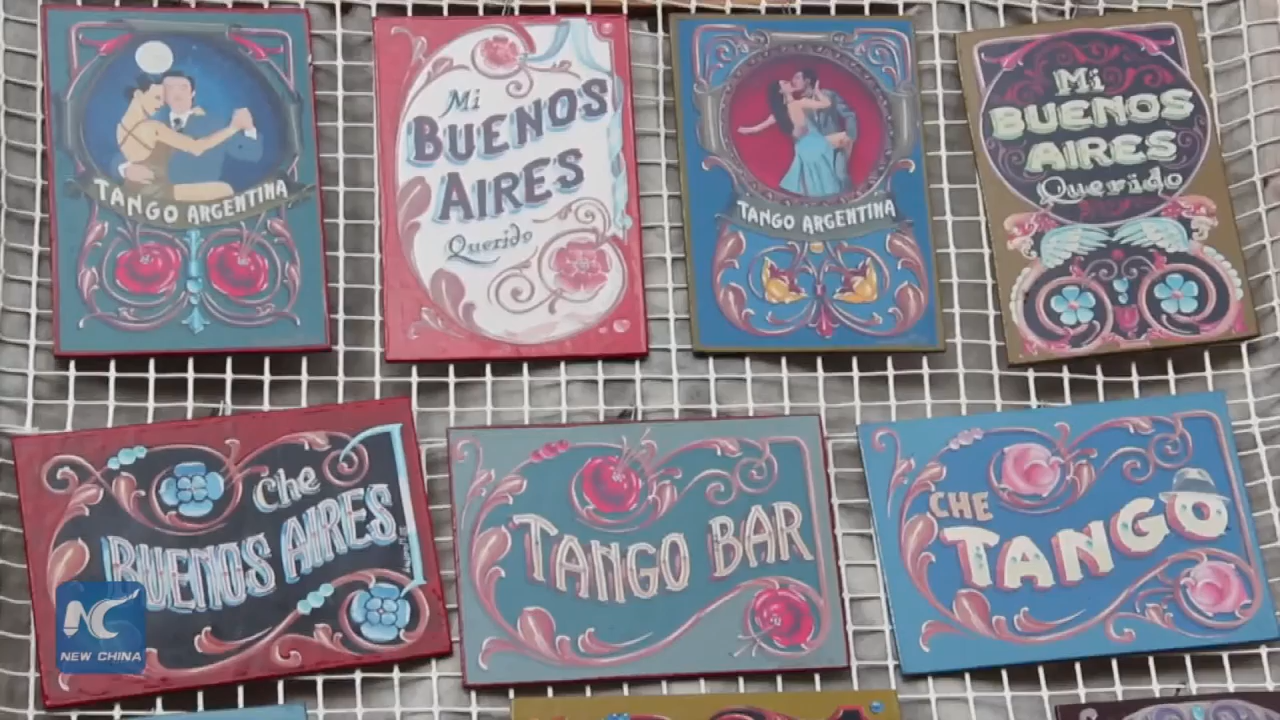 TANGO ARGENTINA
Mi
BUENOS
AIRES
Querido
TANGO ARGENTINA
Mi
BUENOS
AIRES
Querido
Che
BUENOS AIRES
TANGO BAR
CHE
TANGO
NC
NEW CHINA